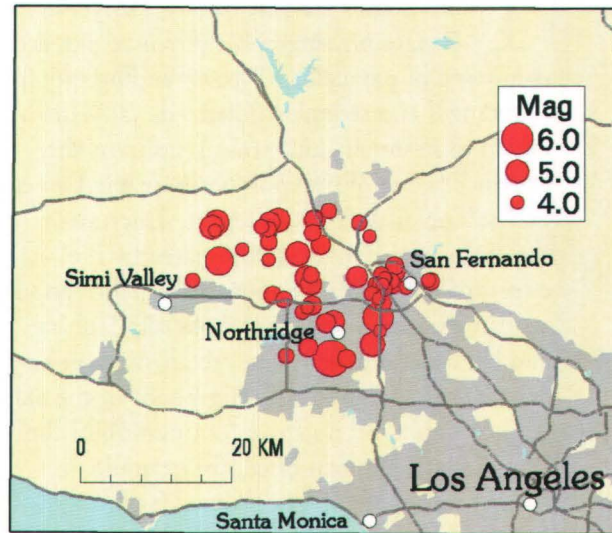 Mag
6.0
5.0
4.0
San Fernando
Simi Valley
Northridge
0 20 KM
Los Angeles
Santa Monica